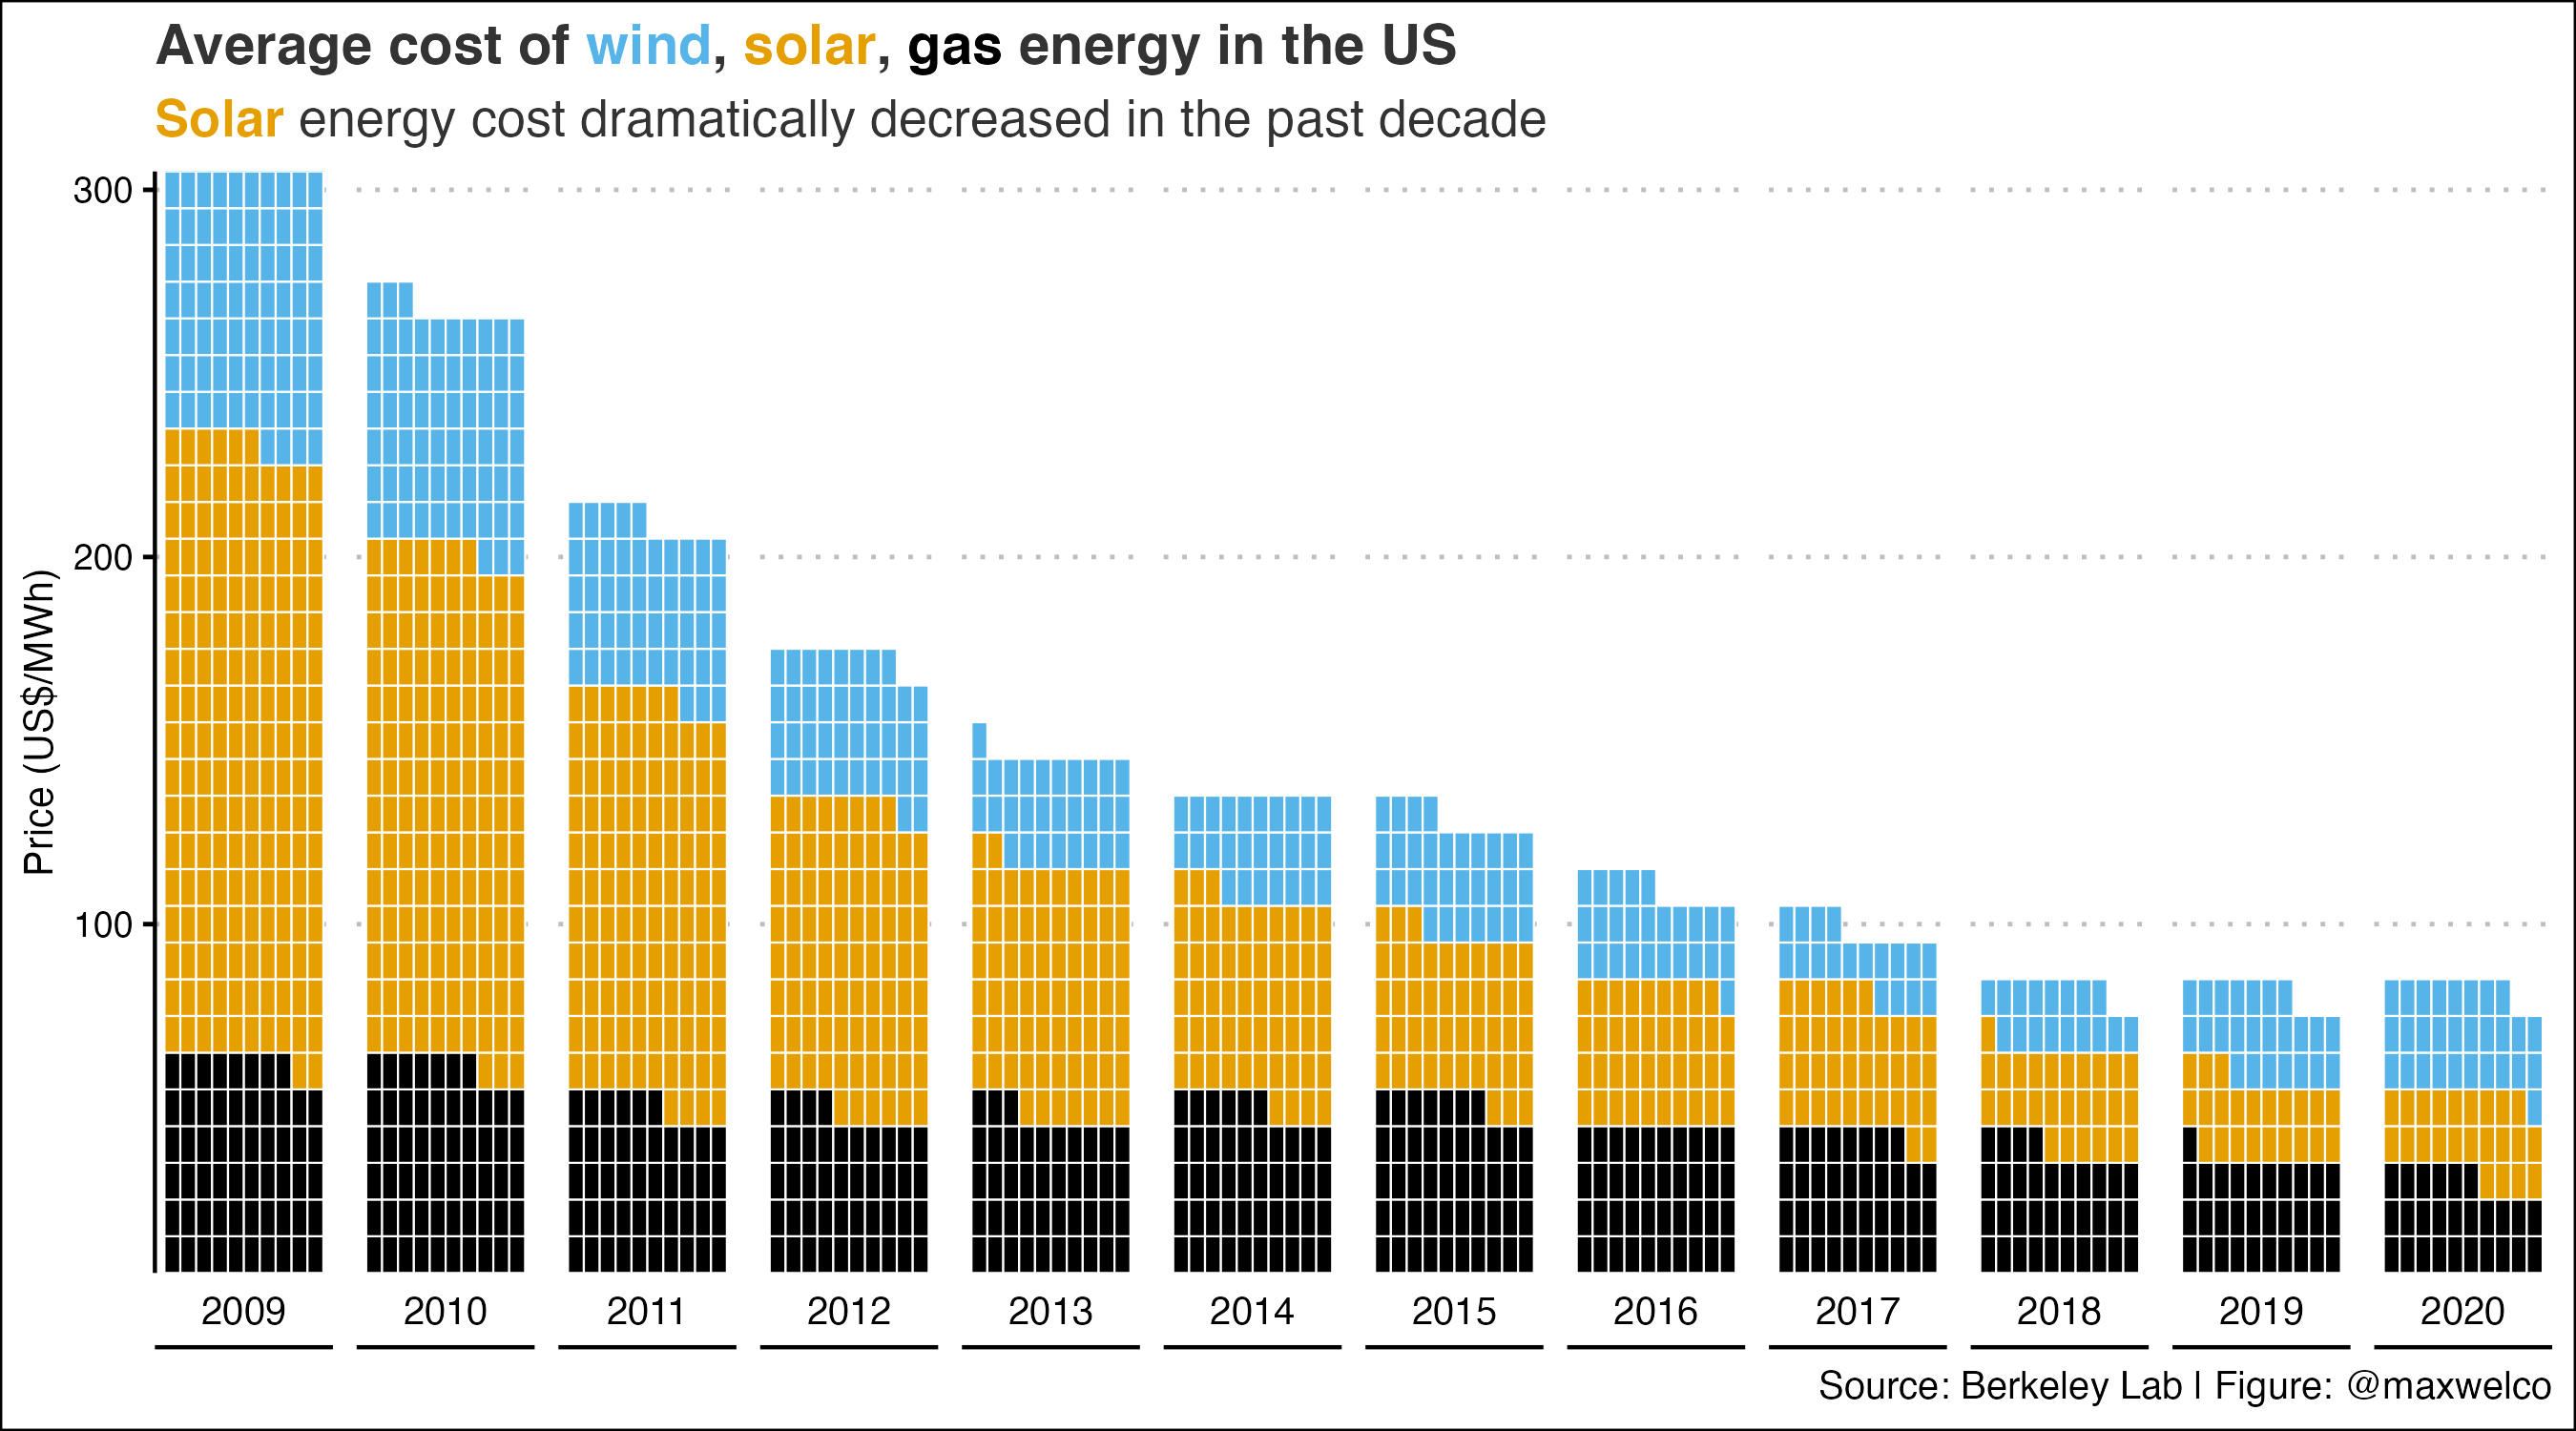 Average cost of wind, solar, gas energy in the US
Solar energy cost dramatically decreased in the past decade
Price (US$/MWh)
300
200
100
2009 2010 2011 2012 2013 2014 2015 2016 2017 2018 2019 2020
Source: Berkeley Lab | Figure: @maxwelco